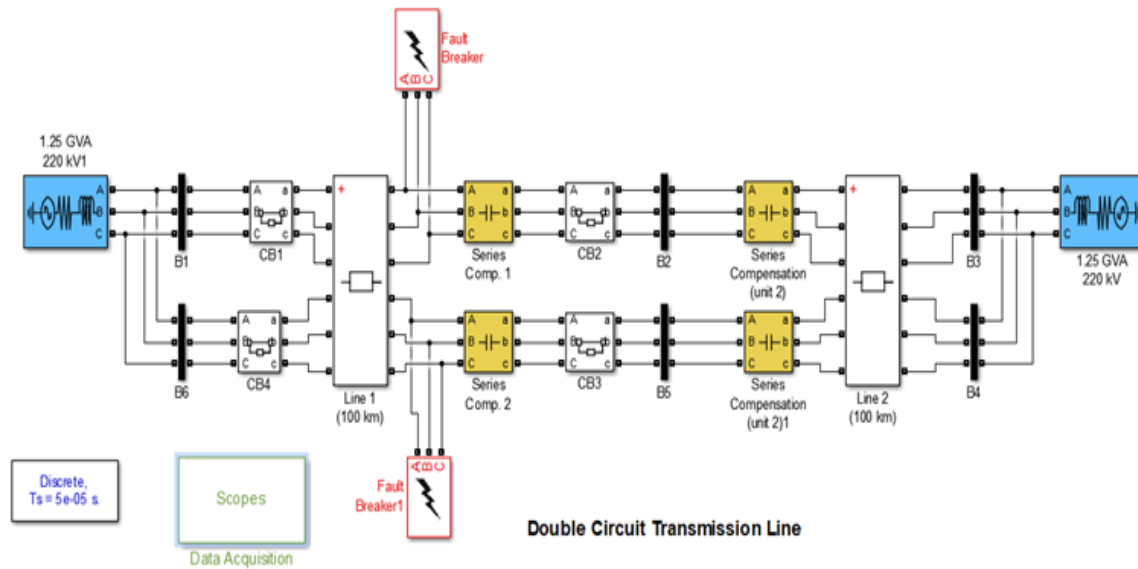 Fault
Breaker
A B C
1.25 GVA
220 kV1
A
B
C
B1
A a
B b
C c
CB1
+
A a
B b
C c
Series
Comp. 1
A a
B b
C c
CB2
B2
A a
B b
C c
Series
Compensation
(unit 2)
+
B3
A
B
C
1.25 GVA
220 kV
B6
A a
B b
C c
CB4
Line 1
(100 km)
A a
B b
C c
Series
Comp. 2
A a
B b
C c
CB3
B5
A a
B b
C c
Series
Compensation
(unit 2)1
Line 2
(100 km)
B4
Discrete,
Ts = 5e-05 s.
Scopes
Data Acquisition
A B C
Fault
Breaker1
Double Circuit Transmission Line